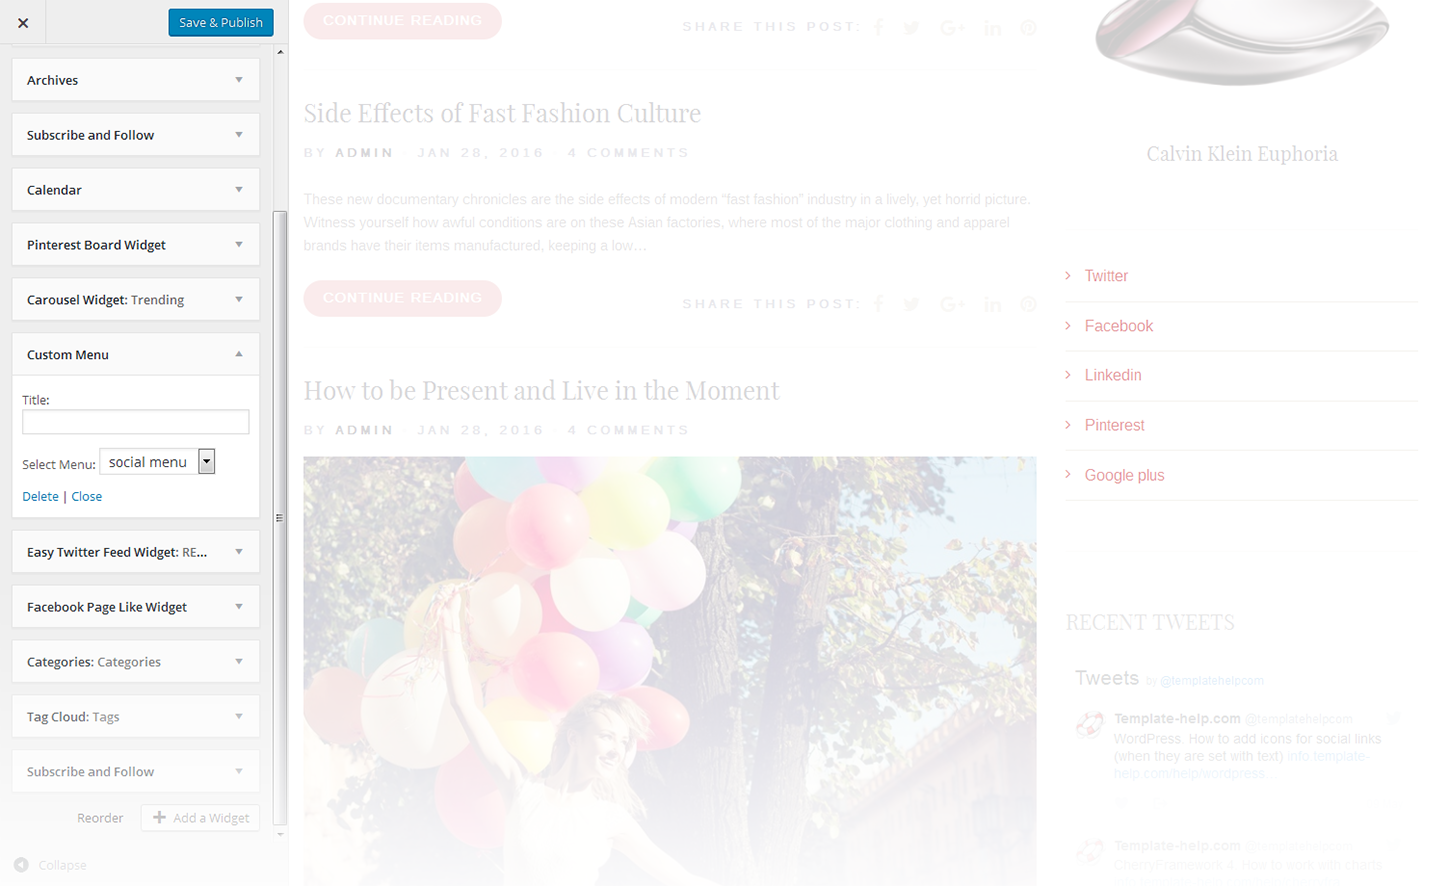 Save & Publish
Archives
Subscribe and Follow
Calendar
Pinterest Board Widget
Carousel Widget: Trending
Custom Menu
Title:
Select Menu: social menu
Delete | Close
Easy Twitter Feed Widget: RE...
Facebook Page Like Widget
Categories: Categories
Tag Cloud: Tags
Subscribe and Follow
Reorder
Add a Widget
Collapse
CONTINUE READING
SHARE THIS POST:
Side Effects of Fast Fashion Culture
BY ADMIN · JAN 28, 2016 · 4 COMMENTS
These new documentary chronicles are the side effects of modern “fast fashion” industry in a lively, yet horrid picture.
Witness yourself how awful conditions are on these Asian factories, where most of the major clothing and apparel
brands have their items manufactured, keeping a low…
CONTINUE READING
SHARE THIS POST:
How to be Present and Live in the Moment
BY ADMIN · JAN 28, 2016 · 4 COMMENTS
Calvin Klein Euphoria
Twitter
Facebook
Linkedin
Pinterest
Google plus
RECENT TWEETS
Tweets by @templatehelpcom
Template-help.com @templatehelpcom
WordPress. How to add icons for social links
(when they are set with text) info.template-
help.com/help/wordpress…
Template-help.com @templatehelpcom
CherryFramework 4. How to work with charts